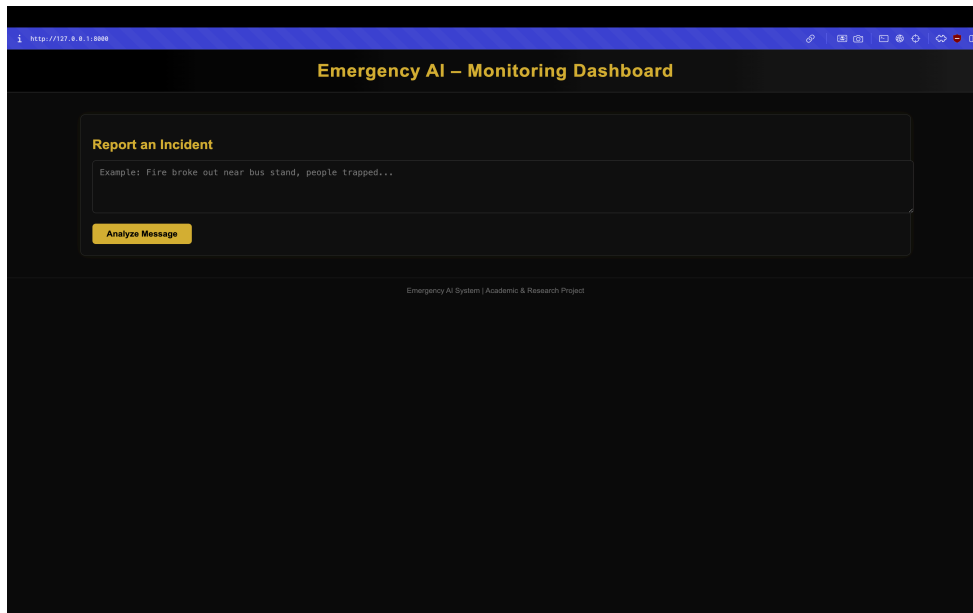 http://127.0.0.1:8000
Emergency AI – Monitoring Dashboard
Report an Incident
Example: Fire broke out near bus stand, people trapped...
Analyze Message
Emergency AI System | Academic & Research Project